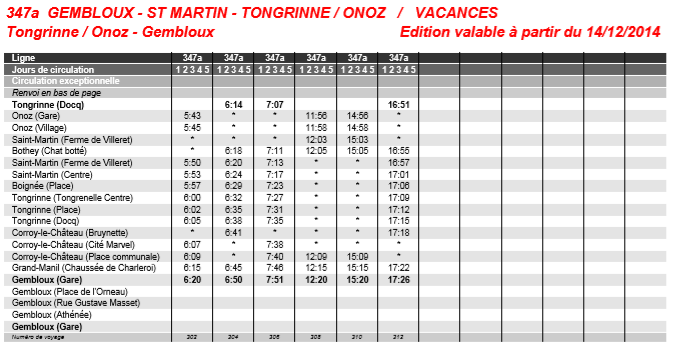 347a GEMBLOUX - ST MARTIN - TONGRINNE / ONOZ / VACANCES
Tongrinne / Onoz - Gembloux Edition valable à partir du 14/12/2014
Ligne 347a 347a 347a 347a 347a 347a
Jours de circulation 1 2 3 4 5 1 2 3 4 5 1 2 3 4 5 1 2 3 4 5 1 2 3 4 5 1 2 3 4 5
Circulation exceptionnelle
Renvoi en bas de page
Tongrinne (Docq) 6:14 7:07 16:51
Onoz (Gare) 5:43 * * 11:56 14:56 *
Onoz (Village) 5:45 * * 11:58 14:58 *
Saint-Martin (Ferme de Villeret) * * * 12:03 15:03 *
Bothey (Chat botté) * 6:18 7:11 12:05 15:05 16:55
Saint-Martin (Ferme de Villeret) 5:50 6:20 7:13 * * 16:57
Saint-Martin (Centre) 5:53 6:24 7:17 * * 17:01
Boignée (Place) 5:57 6:29 7:23 * * 17:06
Tongrinne (Tongrenelle Centre) 6:00 6:32 7:27 * * 17:09
Tongrinne (Place) 6:02 6:35 7:31 * * 17:12
Tongrinne (Docq) 6:05 6:38 7:35 * * 17:15
Corroy-le-Château (Bruynette) * 6:41 * * * 17:18
Corroy-le-Château (Cité Marvel) 6:07 * 7:38 * * *
Corroy-le-Château (Place communale) 6:09 * 7:40 12:09 15:09 *
Grand-Manil (Chaussée de Charleroi) 6:15 6:45 7:46 12:15 15:15 17:22
Gembloux (Gare) 6:20 6:50 7:51 12:20 15:20 17:26
Gembloux (Place de l'Orneau)
Gembloux (Rue Gustave Masset)
Gembloux (Athénée)
Gembloux (Gare)
Numéro de voyage 302 304 306 308 310 312